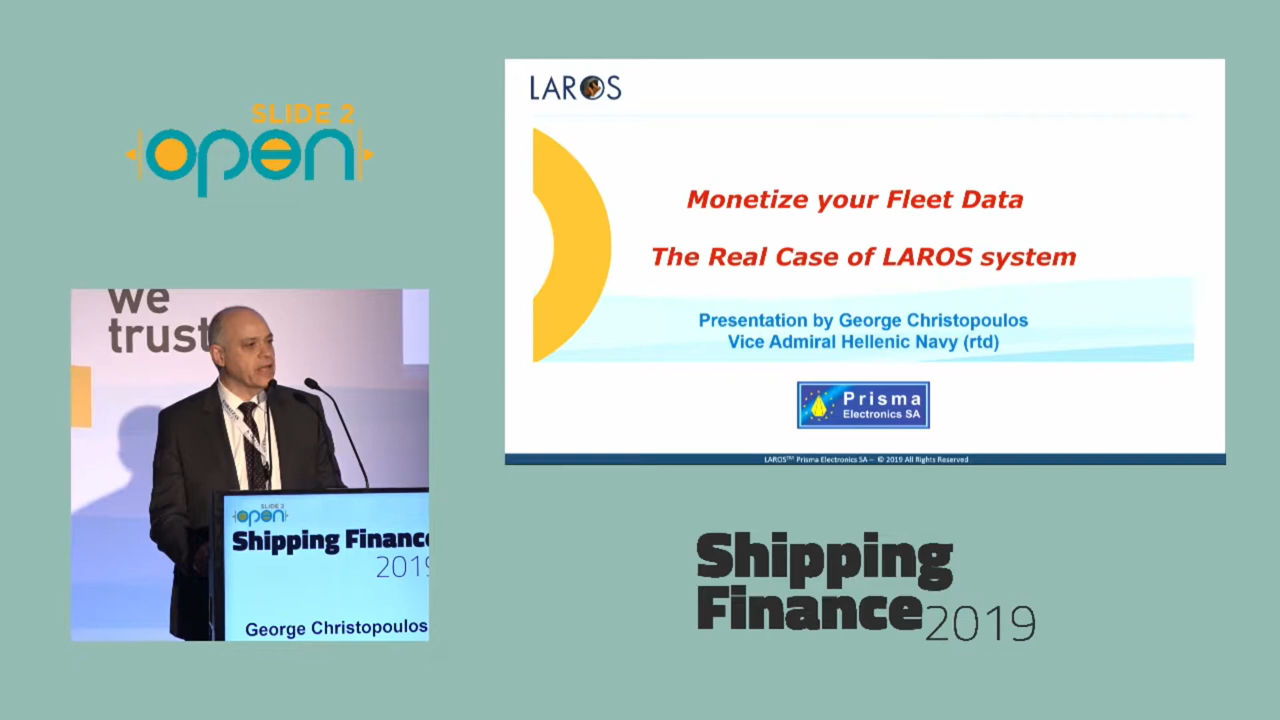 SLIDE 2
open
LAROS
Monetize your Fleet Data
The Real Case of LAROS system
Presentation by George Christopoulos
Vice Admiral Hellenic Navy (rtd)
Prisma
Electronics SA
LAROS™ Prisma Electronics SA – © 2019 All Rights Reserved
we
trust
SLIDE 2
open
Shipping Finance
2019
George Christopoulos
Shipping
Finance 2019